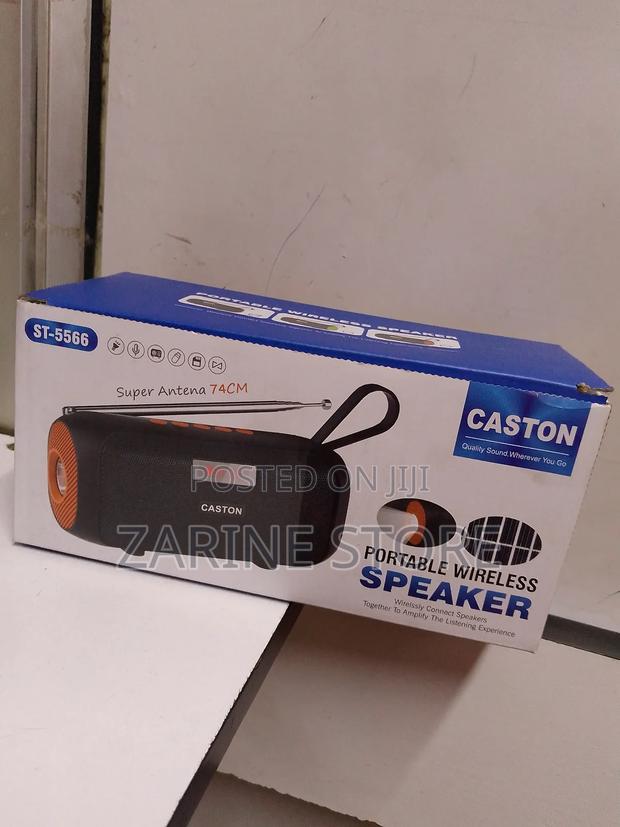 PORTABLE WIRELESS SPEAKER
ST-5566
Super Antena 74CM
CASTON
Quality Sound,Wherever You Go
CASTON
POSTED ON JIJI
ZARINE STORE
PORTABLE WIRELESS
SPEAKER
Wirelssly Connect Speakers
Together To Amplify The Listening Experience